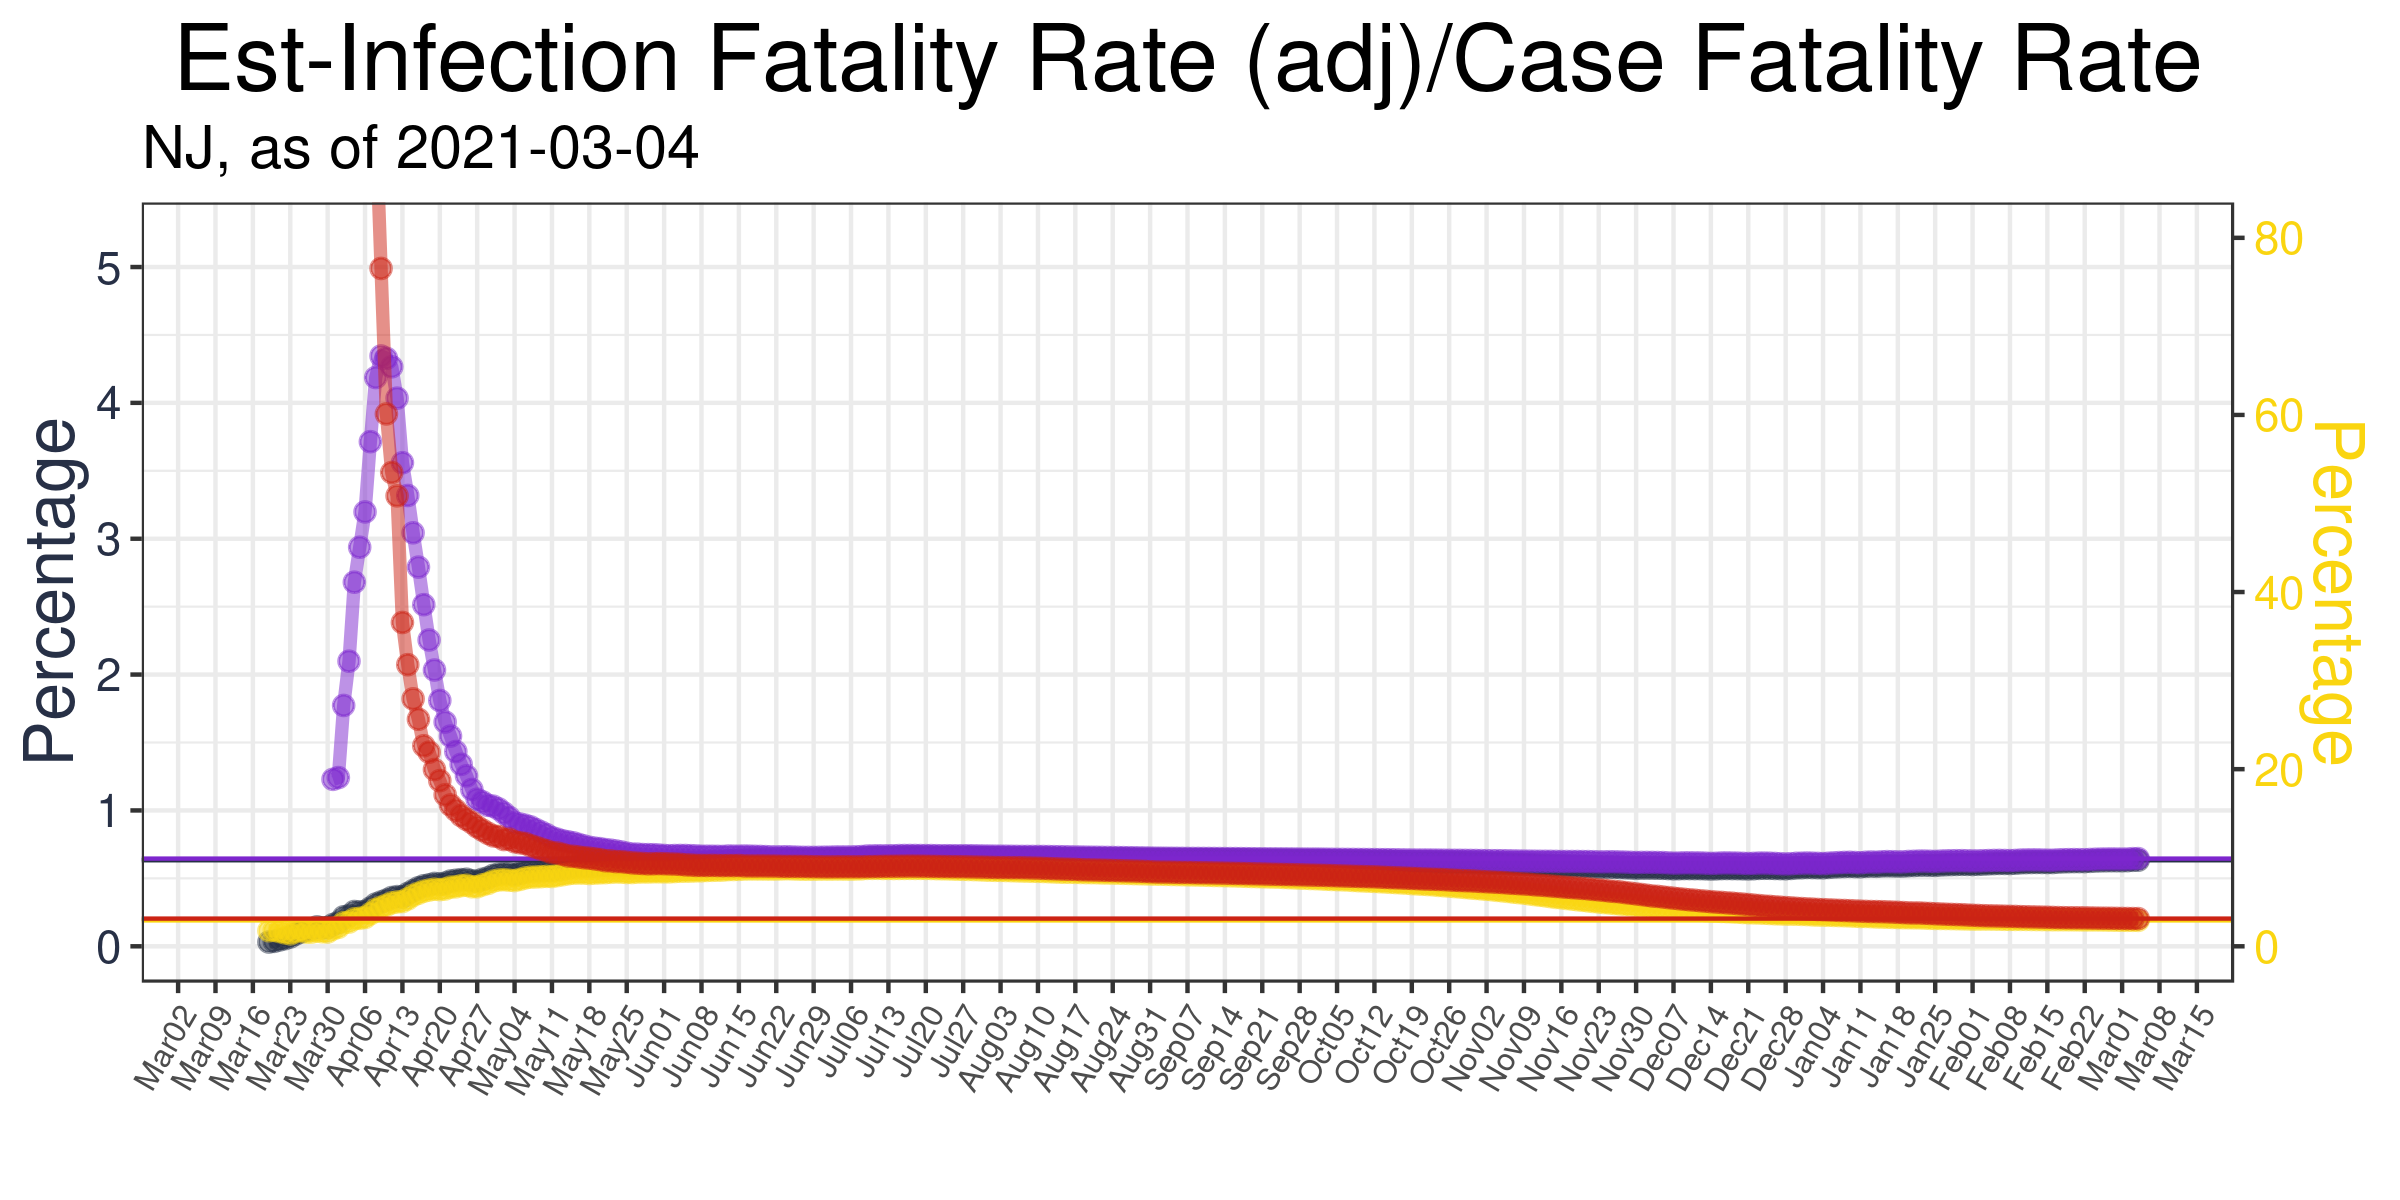 Est-Infection Fatality Rate (adj)/Case Fatality Rate
NJ, as of 2021-03-04
Percentage
5
4
3
2
1
0
80
60
40
20
0
Percentage
Mar02
Mar09
Mar16
Mar23
Mar30
Apr06
Apr13
Apr20
Apr27
May04
May11
May18
May25
Jun01
Jun08
Jun15
Jun22
Jun29
Jul06
Jul13
Jul20
Jul27
Aug03
Aug10
Aug17
Aug24
Aug31
Sep07
Sep14
Sep21
Sep28
Oct05
Oct12
Oct19
Oct26
Nov02
Nov09
Nov16
Nov23
Nov30
Dec07
Dec14
Dec21
Dec28
Jan04
Jan11
Jan18
Jan25
Feb01
Feb08
Feb15
Feb22
Mar01
Mar08
Mar15